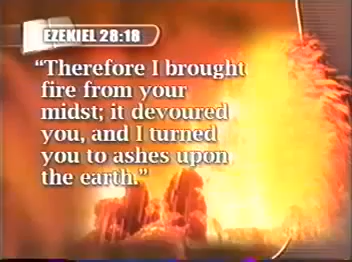 EZEKIEL 28:18
“Therefore I brought
fire from your
midst; it devoured
you, and I turned
you to ashes upon
the earth.”